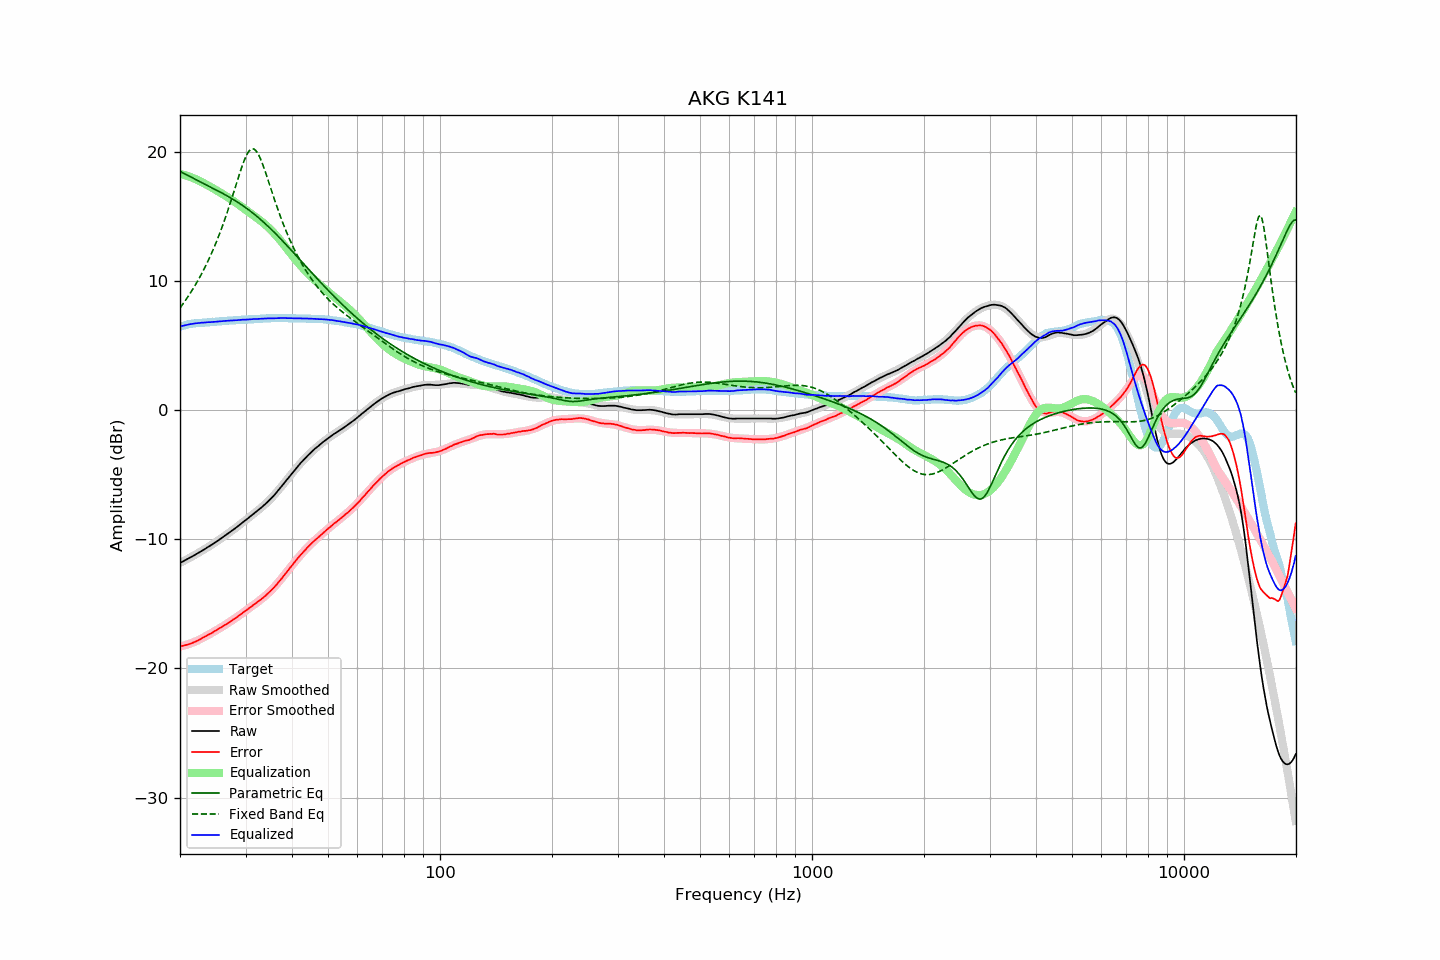 AKG K141
20
10
0
−10
−20
−30
Amplitude (dBr)
Target
Raw Smoothed
Error Smoothed
Raw
Error
Equalization
Parametric Eq
Fixed Band Eq
Equalized
100
1000
10000
Frequency (Hz)